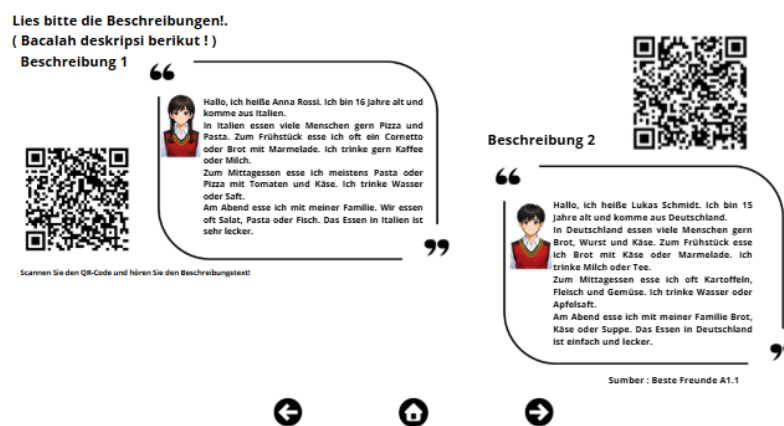 Lies bitte die Beschreibungen!.
( Bacalah deskripsi berikut ! )
Beschreibung 1
Hallo, ich heiße Anna Rossi. Ich bin 16 Jahre alt und
komme aus Italien.
In Italien essen viele Menschen gern Pizza und
Pasta. Zum Frühstück esse ich oft ein Cornetto
oder Brot mit Marmelade. Ich trinke gern Kaffee
oder Milch.
Zum Mittagessen esse ich meistens Pasta oder
Pizza mit Tomaten und Käse. Ich trinke Wasser
oder Saft.
Am Abend esse ich mit meiner Familie. Wir essen
oft Salat, Pasta oder Fisch. Das Essen in Italien ist
sehr lecker.
Scannen Sie den QR-Code und hören Sie den Beschreibungstext!
Beschreibung 2
Hallo, ich heiße Lukas Schmidt. Ich bin 15
Jahre alt und komme aus Deutschland.
In Deutschland essen viele Menschen gern
Brot, Wurst und Käse. Zum Frühstück esse
ich Brot mit Käse oder Marmelade. Ich
trinke Milch oder Tee.
Zum Mittagessen esse ich oft Kartoffeln,
Fleisch und Gemüse. Ich trinke Wasser oder
Apfelsaft.
Am Abend esse ich mit meiner Familie Brot,
Käse oder Suppe. Das Essen in Deutschland
ist einfach und lecker.
Sumber : Beste Freunde A1.1